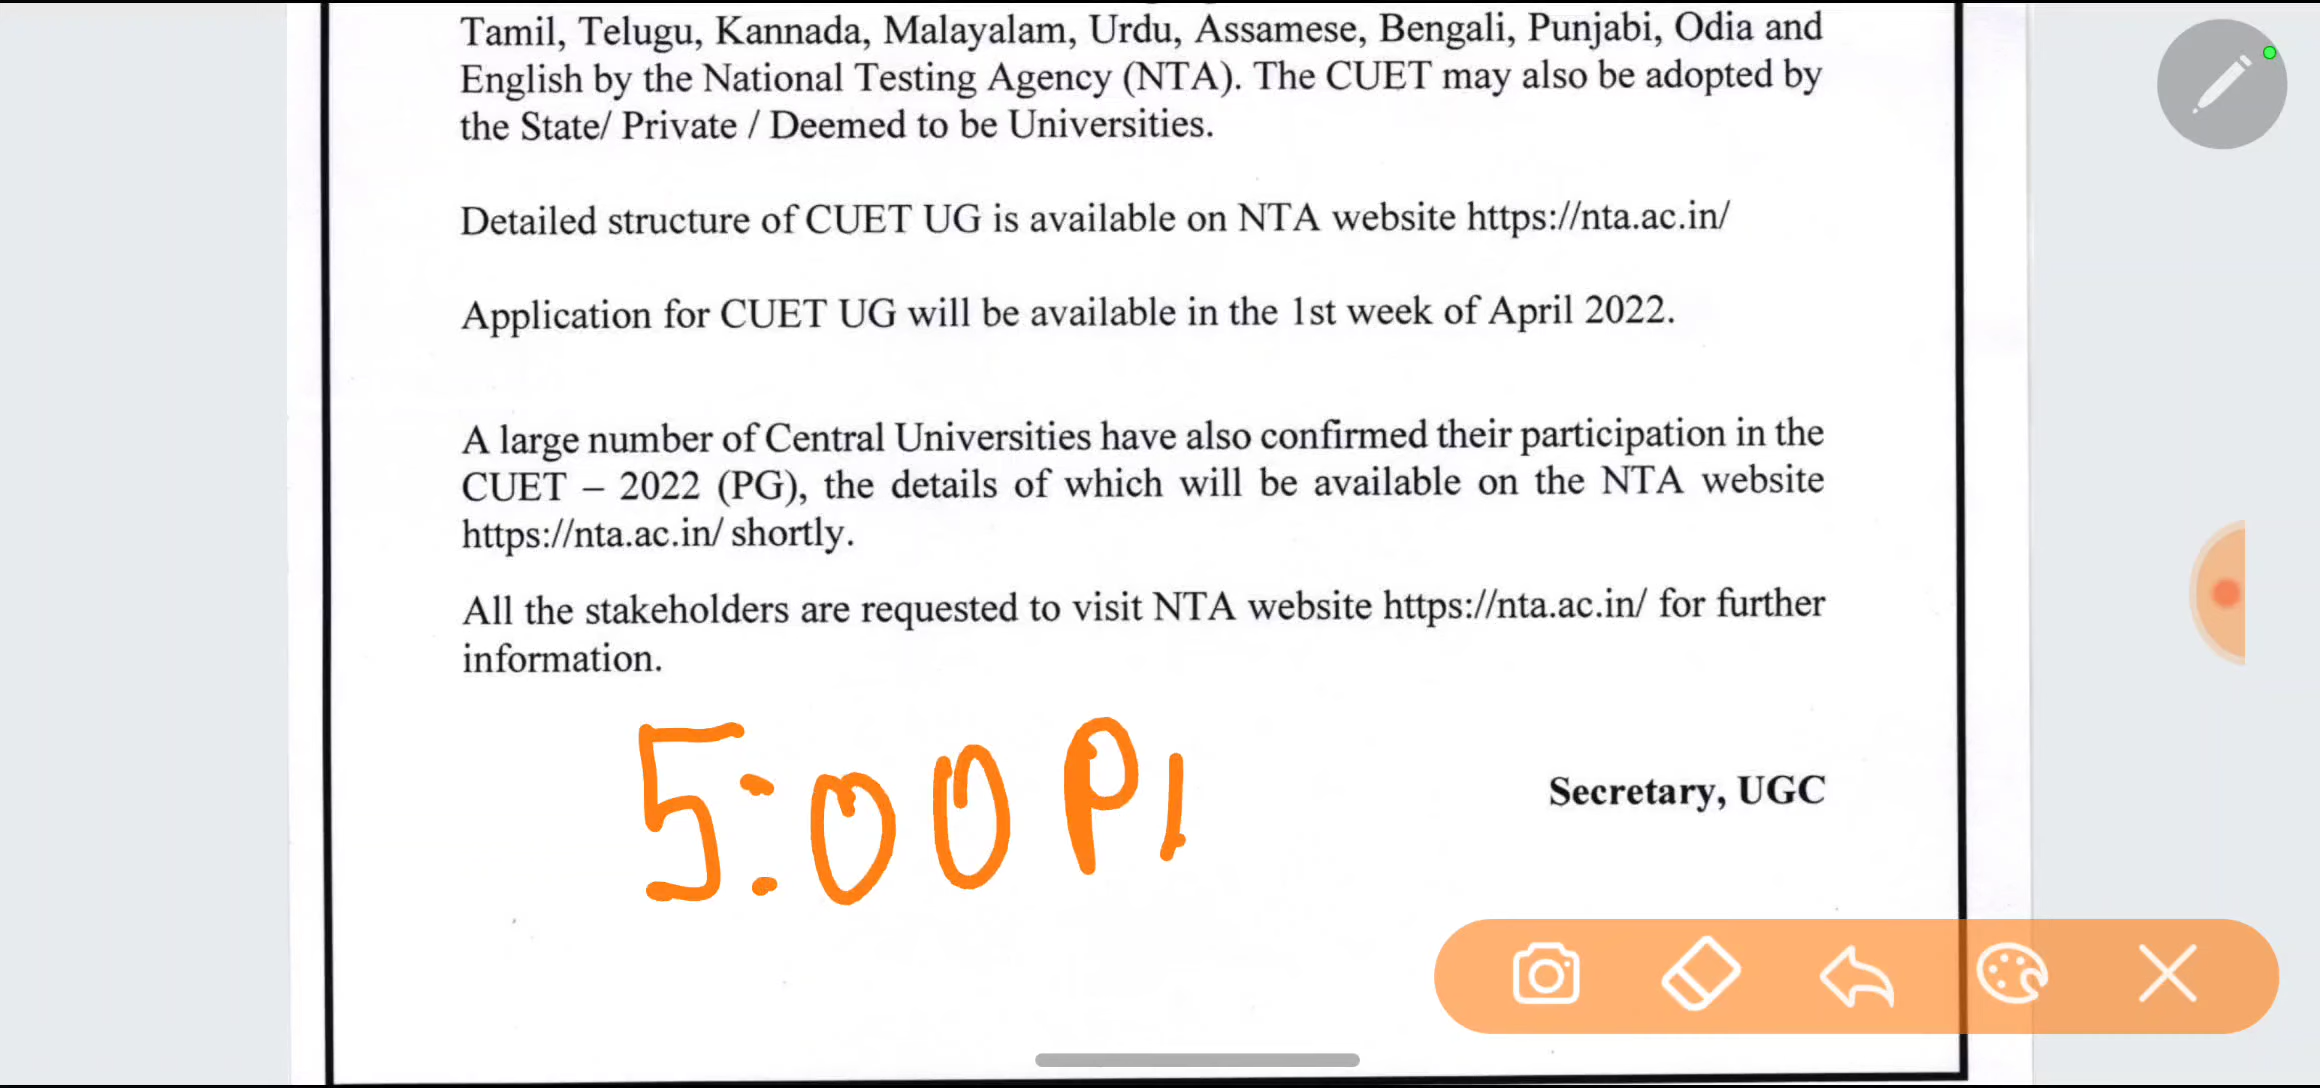 Tamil, Telugu, Kannada, Malayalam, Urdu, Assamese, Bengali, Punjabi, Odia and
English by the National Testing Agency (NTA). The CUET may also be adopted by
the State/ Private / Deemed to be Universities.
Detailed structure of CUET UG is available on NTA website https://nta.ac.in/
Application for CUET UG will be available in the 1st week of April 2022.
A large number of Central Universities have also confirmed their participation in the
CUET – 2022 (PG), the details of which will be available on the NTA website
https://nta.ac.in/ shortly.
All the stakeholders are requested to visit NTA website https://nta.ac.in/ for further
information.
5:00 P
Secretary, UGC